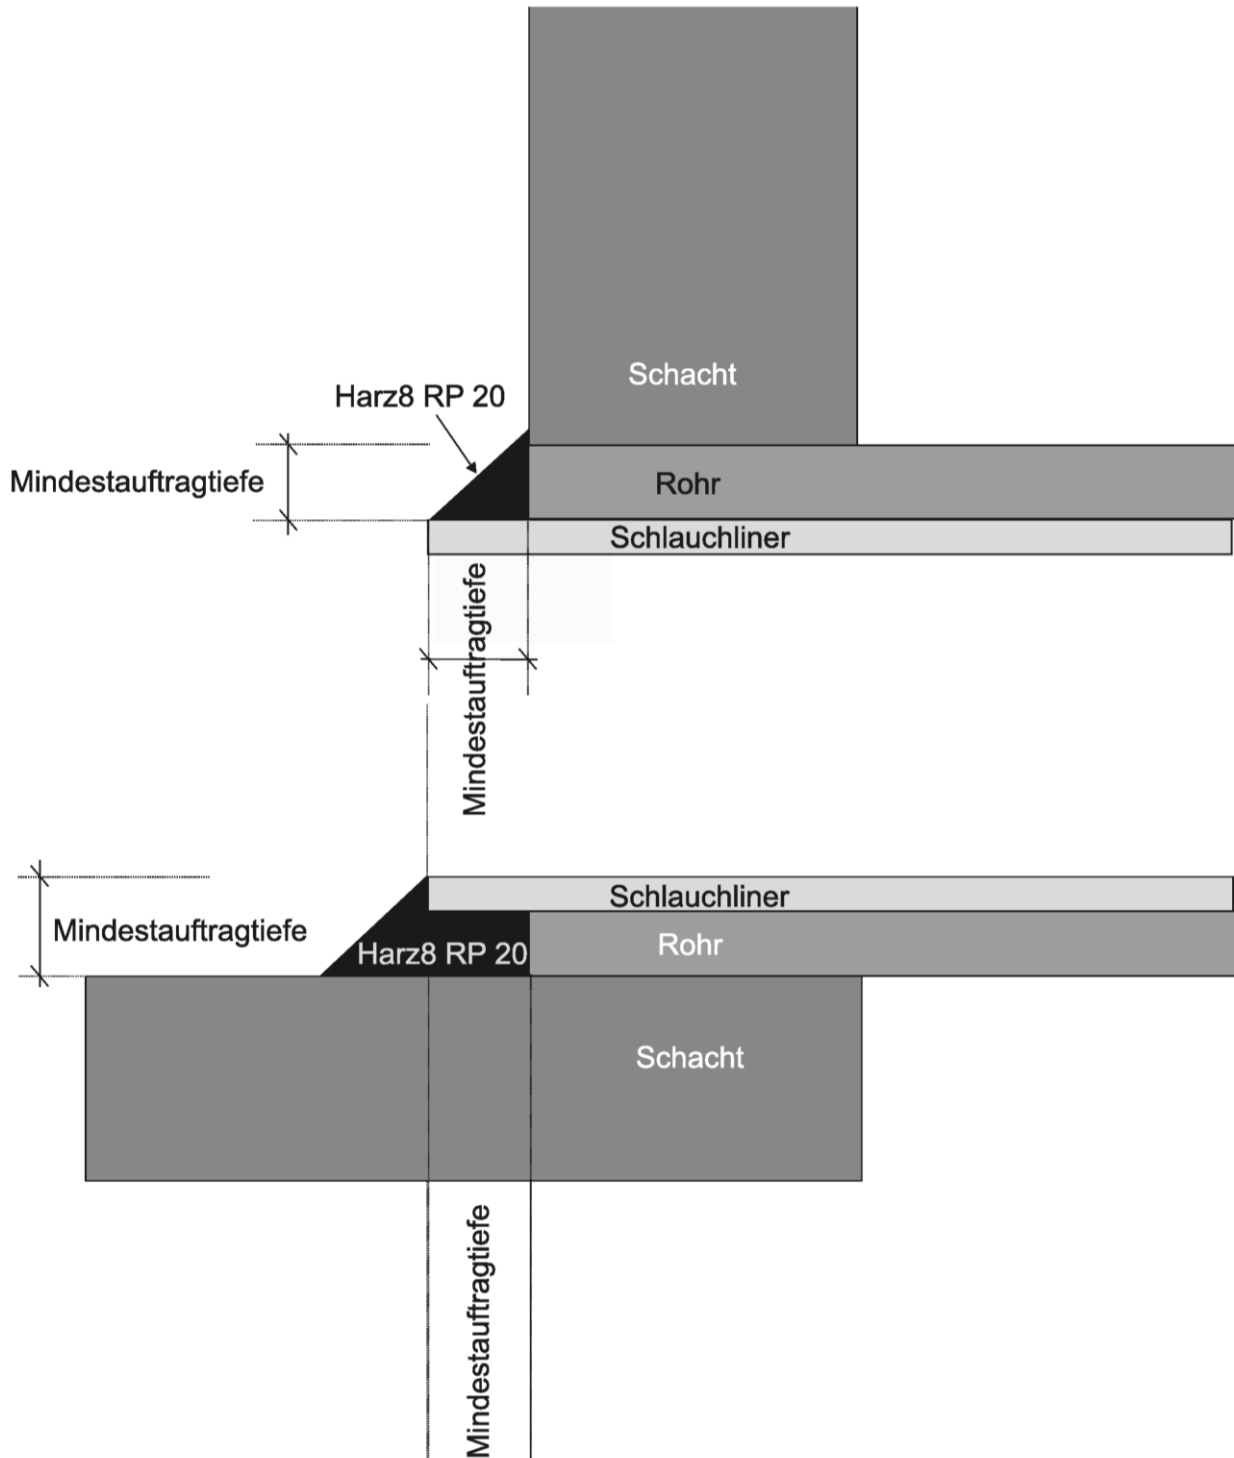 Schacht
Harz8 RP 20
Mindestauftragtiefe
Rohr
Schlauchliner
Mindestauftragtiefe
Schlauchliner
Mindestauftragtiefe
Harz8 RP 20
Rohr
Schacht
Mindestauftragtiefe